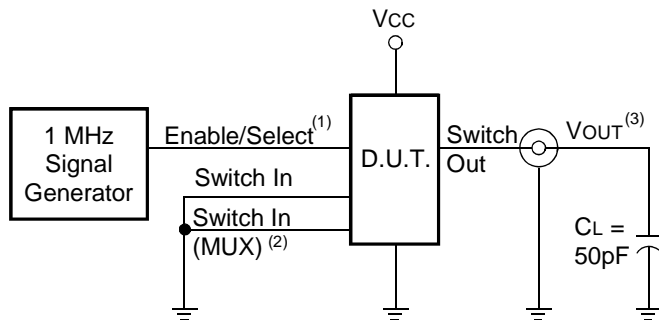 VCC
1 MHz
Signal
Generator
Enable/Select(1)
D.U.T.
Switch
Out
VOUT(3)
Switch In
Switch In
(MUX) (2)
CL =
50pF